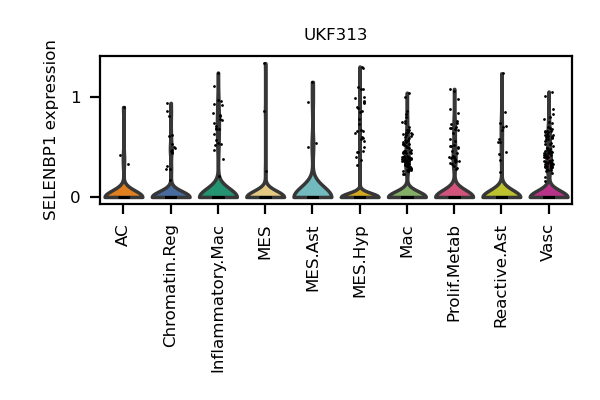 UKF313
SELENBP1 expression
1
0
AC
Chromatin.Reg
Inflammatory.Mac
MES
MES.Ast
MES.Hyp
Mac
Prolif.Metab
Reactive.Ast
Vasc